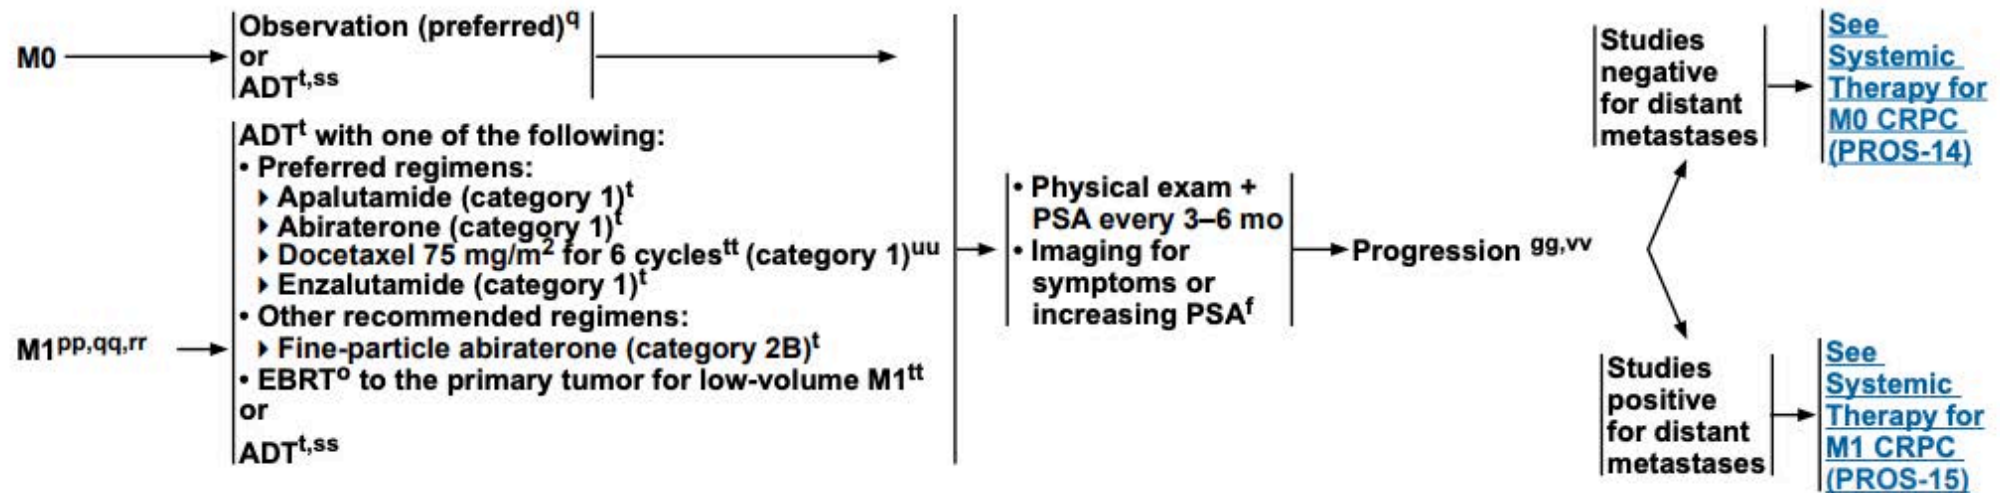 M0
Observation (preferred)q
or
ADTt,ss
M1pp,qq,rr
ADTt with one of the following:
• Preferred regimens:
▸ Apalutamide (category 1)t
▸ Abiraterone (category 1)t
▸ Docetaxel 75 mg/m2 for 6 cyclestt (category 1)uu
▸ Enzalutamide (category 1)t
• Other recommended regimens:
▸ Fine-particle abiraterone (category 2B)t
• EBRTo to the primary tumor for low-volume M1tt
or
ADTt,ss
• Physical exam +
PSA every 3–6 mo
• Imaging for
symptoms or
increasing PSAf
Progression gg,vv
Studies
negative
for distant
metastases
See
Systemic
Therapy for
M0 CRPC
(PROS-14)
Studies
positive
for distant
metastases
See
Systemic
Therapy for
M1 CRPC
(PROS-15)